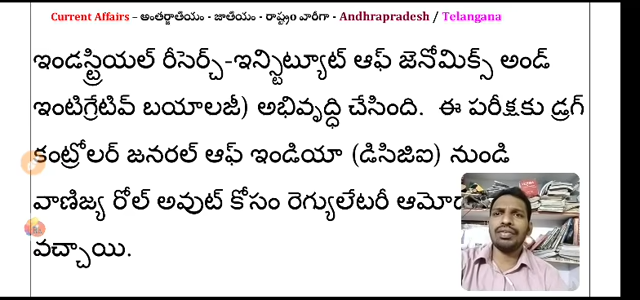 Current Affairs – అంతర్జాతీయం - జాతీయం - రాష్ట్రం వారీగా - Andhrapradesh / Telangana
ఇండస్ట్రియల్ రీసెర్చ్-ఇన్స్టిట్యూట్ ఆఫ్ జెనోమిక్స్ అండ్
ఇంటిగ్రేటివ్ బయాలజీ) అభివృద్ధి చేసింది. ఈ పరీక్షకు డ్రగ్
కంట్రోలర్ జనరల్ ఆఫ్ ఇండియా (డిసిజిఐ) నుండి
వాణిజ్య రోల్ అవుట్ కోసం రెగ్యులేటరీ
వచ్చాయి.